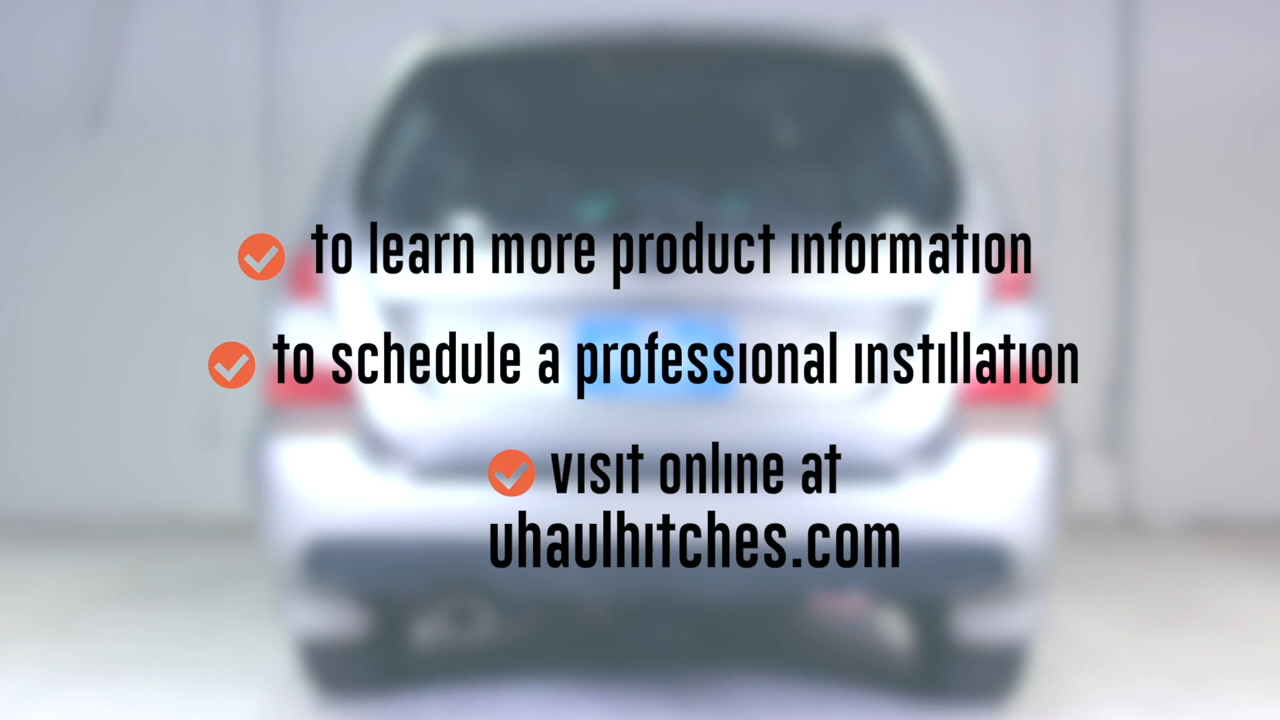 to learn more product information
to schedule a professional instillation
visit online at
uhaulhitches.com